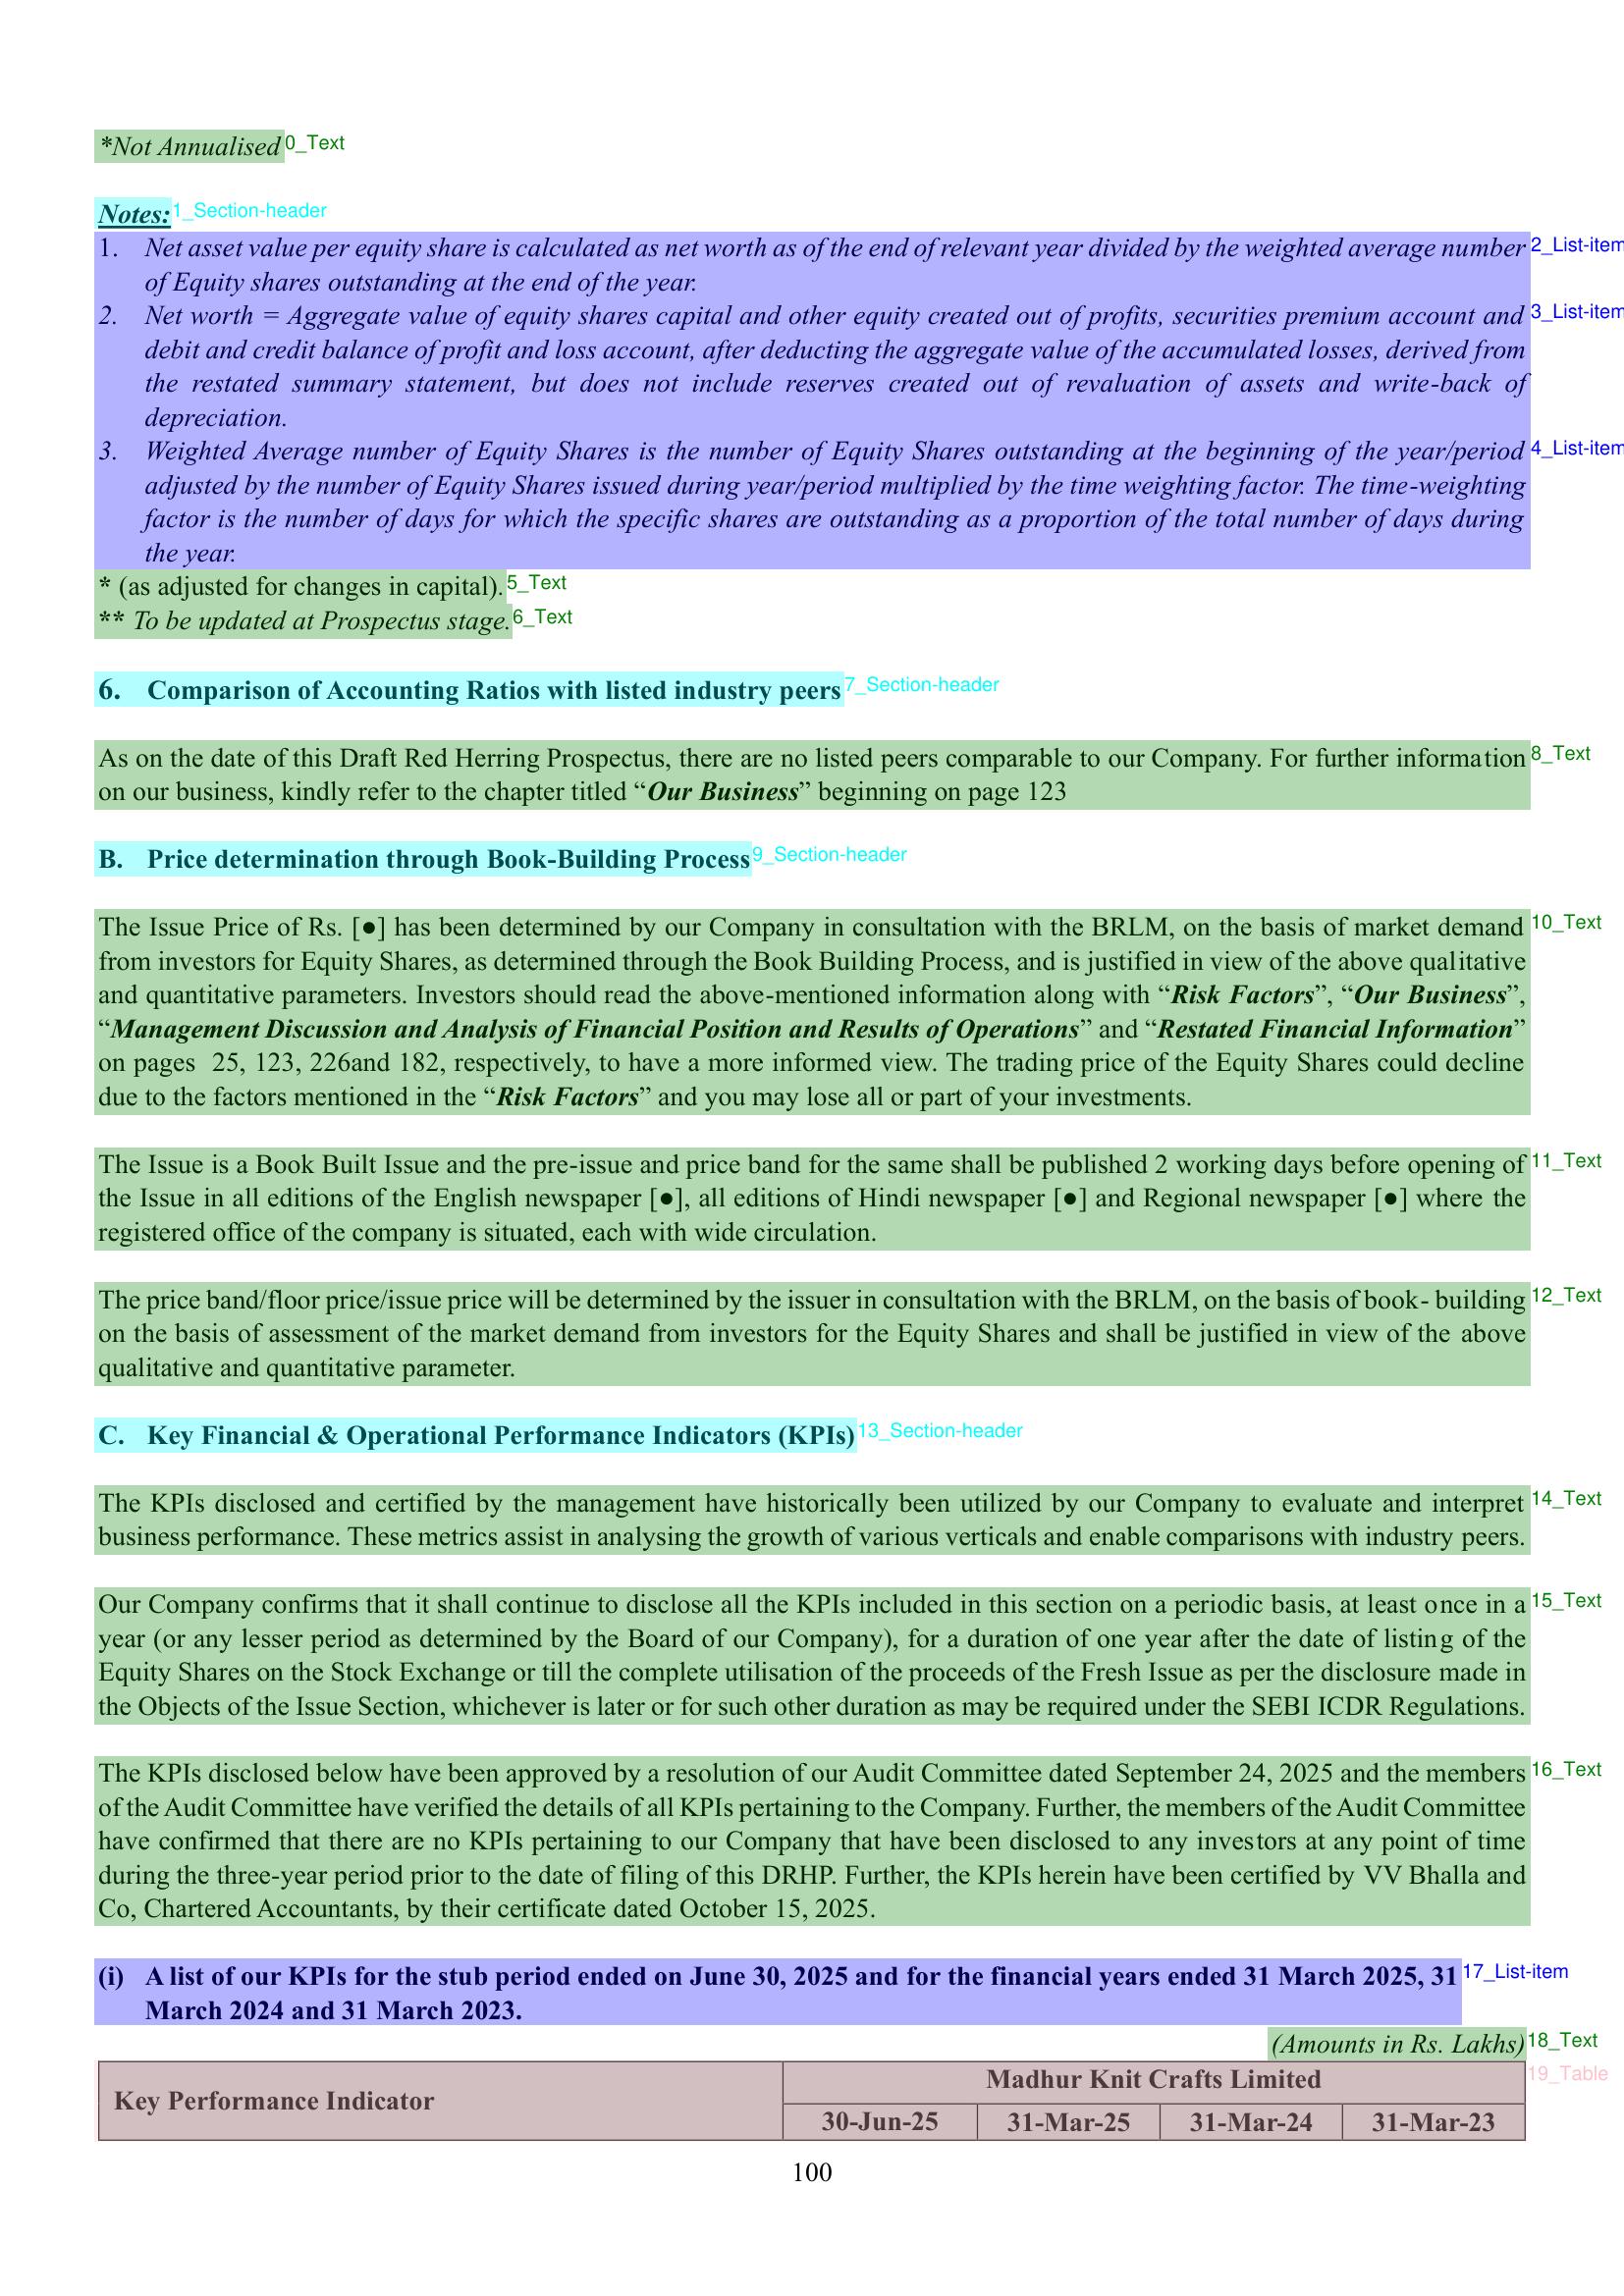 *Not Annualised 0_Text
Notes: 1_Section-header
1. Net asset value per equity share is calculated as net worth as of the end of relevant year divided by the weighted average number 2_List-item
of Equity shares outstanding at the end of the year.
2. Net worth = Aggregate value of equity shares capital and other equity created out of profits, securities premium account and 3_List-item
debit and credit balance of profit and loss account, after deducting the aggregate value of the accumulated losses, derived from
the restated summary statement, but does not include reserves created out of revaluation of assets and write-back of
depreciation.
3. Weighted Average number of Equity Shares is the number of Equity Shares outstanding at the beginning of the year/period 4_List-item
adjusted by the number of Equity Shares issued during year/period multiplied by the time weighting factor. The time-weighting
factor is the number of days for which the specific shares are outstanding as a proportion of the total number of days during
the year.
* (as adjusted for changes in capital). 5_Text
** To be updated at Prospectus stage. 6_Text
6. Comparison of Accounting Ratios with listed industry peers 7_Section-header
As on the date of this Draft Red Herring Prospectus, there are no listed peers comparable to our Company. For further information 8_Text
on our business, kindly refer to the chapter titled “Our Business” beginning on page 123
B. Price determination through Book-Building Process 9_Section-header
The Issue Price of Rs. [●] has been determined by our Company in consultation with the BRLM, on the basis of market demand 10_Text
from investors for Equity Shares, as determined through the Book Building Process, and is justified in view of the above qualitative
and quantitative parameters. Investors should read the above-mentioned information along with “Risk Factors”, “Our Business”,
“Management Discussion and Analysis of Financial Position and Results of Operations” and “Restated Financial Information”
on pages 25, 123, 226and 182, respectively, to have a more informed view. The trading price of the Equity Shares could decline
due to the factors mentioned in the “Risk Factors” and you may lose all or part of your investments.
The Issue is a Book Built Issue and the pre-issue and price band for the same shall be published 2 working days before opening of 11_Text
the Issue in all editions of the English newspaper [●], all editions of Hindi newspaper [●] and Regional newspaper [●] where the
registered office of the company is situated, each with wide circulation.
The price band/floor price/issue price will be determined by the issuer in consultation with the BRLM, on the basis of book- building 12_Text
on the basis of assessment of the market demand from investors for the Equity Shares and shall be justified in view of the above
qualitative and quantitative parameter.
C. Key Financial & Operational Performance Indicators (KPIs) 13_Section-header
The KPIs disclosed and certified by the management have historically been utilized by our Company to evaluate and interpret 14_Text
business performance. These metrics assist in analysing the growth of various verticals and enable comparisons with industry peers.
Our Company confirms that it shall continue to disclose all the KPIs included in this section on a periodic basis, at least once in a 15_Text
year (or any lesser period as determined by the Board of our Company), for a duration of one year after the date of listing of the
Equity Shares on the Stock Exchange or till the complete utilisation of the proceeds of the Fresh Issue as per the disclosure made in
the Objects of the Issue Section, whichever is later or for such other duration as may be required under the SEBI ICDR Regulations.
The KPIs disclosed below have been approved by a resolution of our Audit Committee dated September 24, 2025 and the members 16_Text
of the Audit Committee have verified the details of all KPIs pertaining to the Company. Further, the members of the Audit Committee
have confirmed that there are no KPIs pertaining to our Company that have been disclosed to any investors at any point of time
during the three-year period prior to the date of filing of this DRHP. Further, the KPIs herein have been certified by VV Bhalla and
Co, Chartered Accountants, by their certificate dated October 15, 2025.
(i) A list of our KPIs for the stub period ended on June 30, 2025 and for the financial years ended 31 March 2025, 31 17_List-item
March 2024 and 31 March 2023.
(Amounts in Rs. Lakhs) 18_Text
Madhur Knit Crafts Limited 19_Table
Key Performance Indicator
30-Jun-25 31-Mar-25 31-Mar-24 31-Mar-23
100